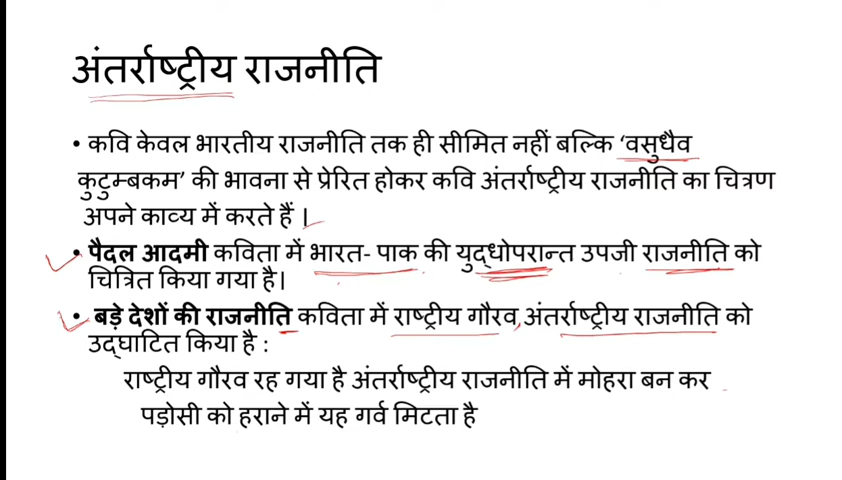 अंतर्राष्ट्रीय राजनीति
• कवि केवल भारतीय राजनीति तक ही सीमित नहीं बल्कि ‘वसुधैव
कुटुम्बकम’ की भावना से प्रेरित होकर कवि अंतर्राष्ट्रीय राजनीति का चित्रण
अपने काव्य में करते हैं ।
• पैदल आदमी कविता में भारत- पाक की युद्धोपरान्त उपजी राजनीति को
चित्रित किया गया है।
• बड़े देशों की राजनीति कविता में राष्ट्रीय गौरव,अंतर्राष्ट्रीय राजनीति को
उद्घाटित किया है :
राष्ट्रीय गौरव रह गया है अंतर्राष्ट्रीय राजनीति में मोहरा बन कर
पड़ोसी को हराने में यह गर्व मिटता है